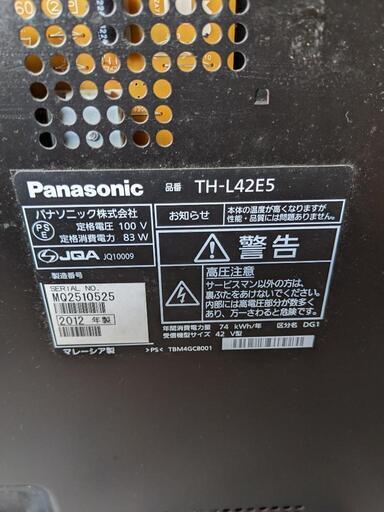 60 (2)
Panasonic 品番 TH-L42E5
パナソニック株式会社
PS E 定格電圧 100 V
定格消費電力 83 W
お知らせ
本体の温度が高くなりますが
性能・品質には問題ありません。
JQA JQ10009
警告
高圧注意
サービスマン以外の方は、
裏ぶたをあけないでください。
内部には高電圧部分が数多く
あり、万一さわると危険です。
製造番号
SERIAL NO.
MQ2510525
2012 年製
年間消費電力量 74 kWh/年 区分名 DG1
受信機型サイズ 42 V型
マレーシア製 >PS< TBM4GC8001